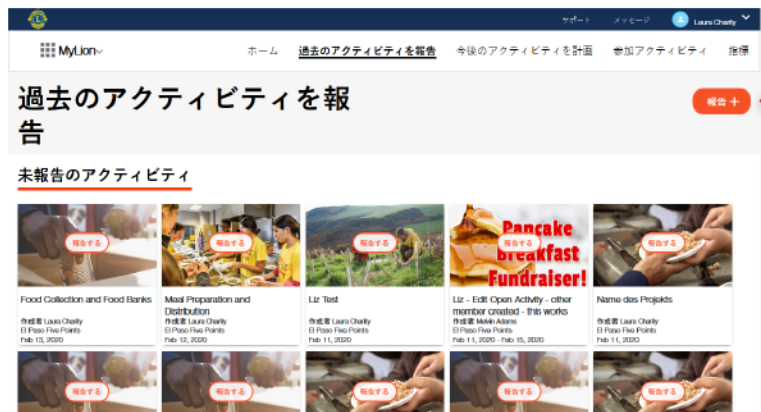 サポート メッセージ Laura Charity
MyLion
ホーム 過去のアクティビティを報告 今後のアクティビティを計画 参加アクティビティ 指標
過去のアクティビティを報
告
報告 +
未報告のアクティビティ
報告する 報告する 報告する 報告する 報告する
Pancake
Breakfast
Fundraiser!
Food Collection and Food Banks
作成者 Laura Charity
El Paso Five Points
Feb 13, 2020
Meal Preparation and
Distribution
作成者 Laura Charity
El Paso Five Points
Feb 12, 2020
Liz Test
作成者 Laura Charity
El Paso Five Points
Feb 11, 2020
Liz - Edit Open Activity - other
member created - this works
作成者 Melvin Adams
El Paso Five Points
Feb 11, 2020 - Feb 15, 2020
Name des Projekts
作成者 Laura Charity
El Paso Five Points
Feb 11, 2020
報告する 報告する 報告する 報告する 報告する